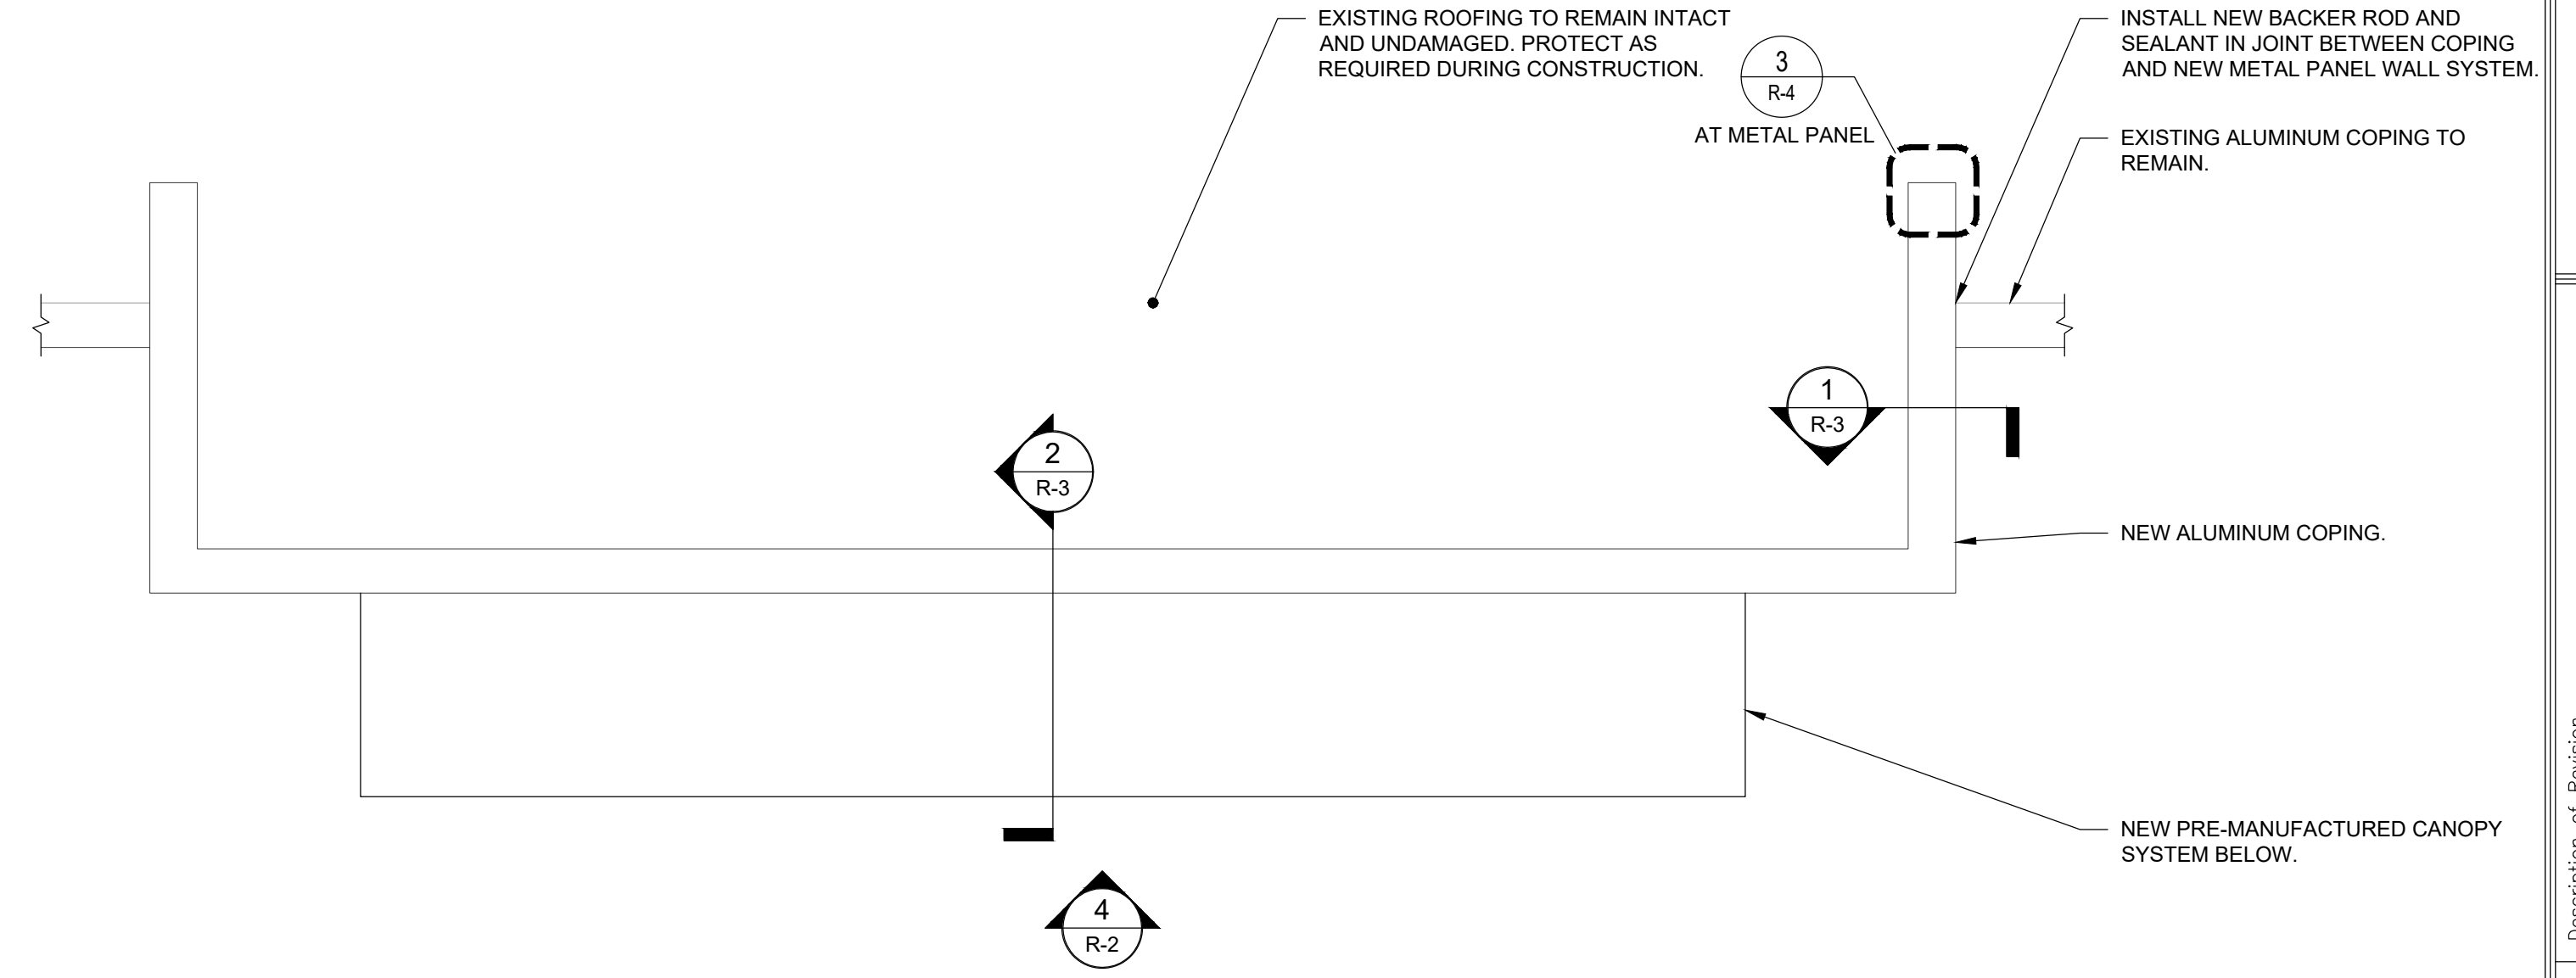 EXISTING ROOFING TO REMAIN INTACT
AND UNDAMAGED. PROTECT AS
REQUIRED DURING CONSTRUCTION.
3
R-4
AT METAL PANEL
INSTALL NEW BACKER ROD AND
SEALANT IN JOINT BETWEEN COPING
AND NEW METAL PANEL WALL SYSTEM.
EXISTING ALUMINUM COPING TO
REMAIN.
1
R-3
2
R-3
NEW ALUMINUM COPING.
NEW PRE-MANUFACTURED CANOPY
SYSTEM BELOW.
4
R-2
Description of Revision